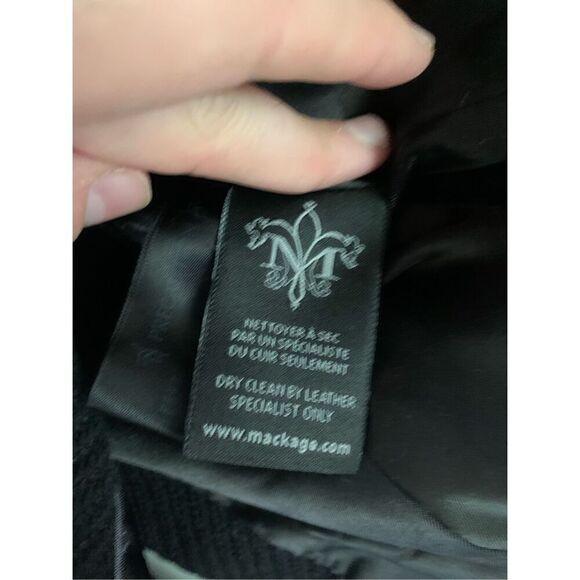 M
NETTOYER À SEC
PAR UN SPÉCIALISTE
DU CUIR SEULEMENT
DRY CLEAN BY LEATHER
SPECIALIST ONLY
www.mackage.com